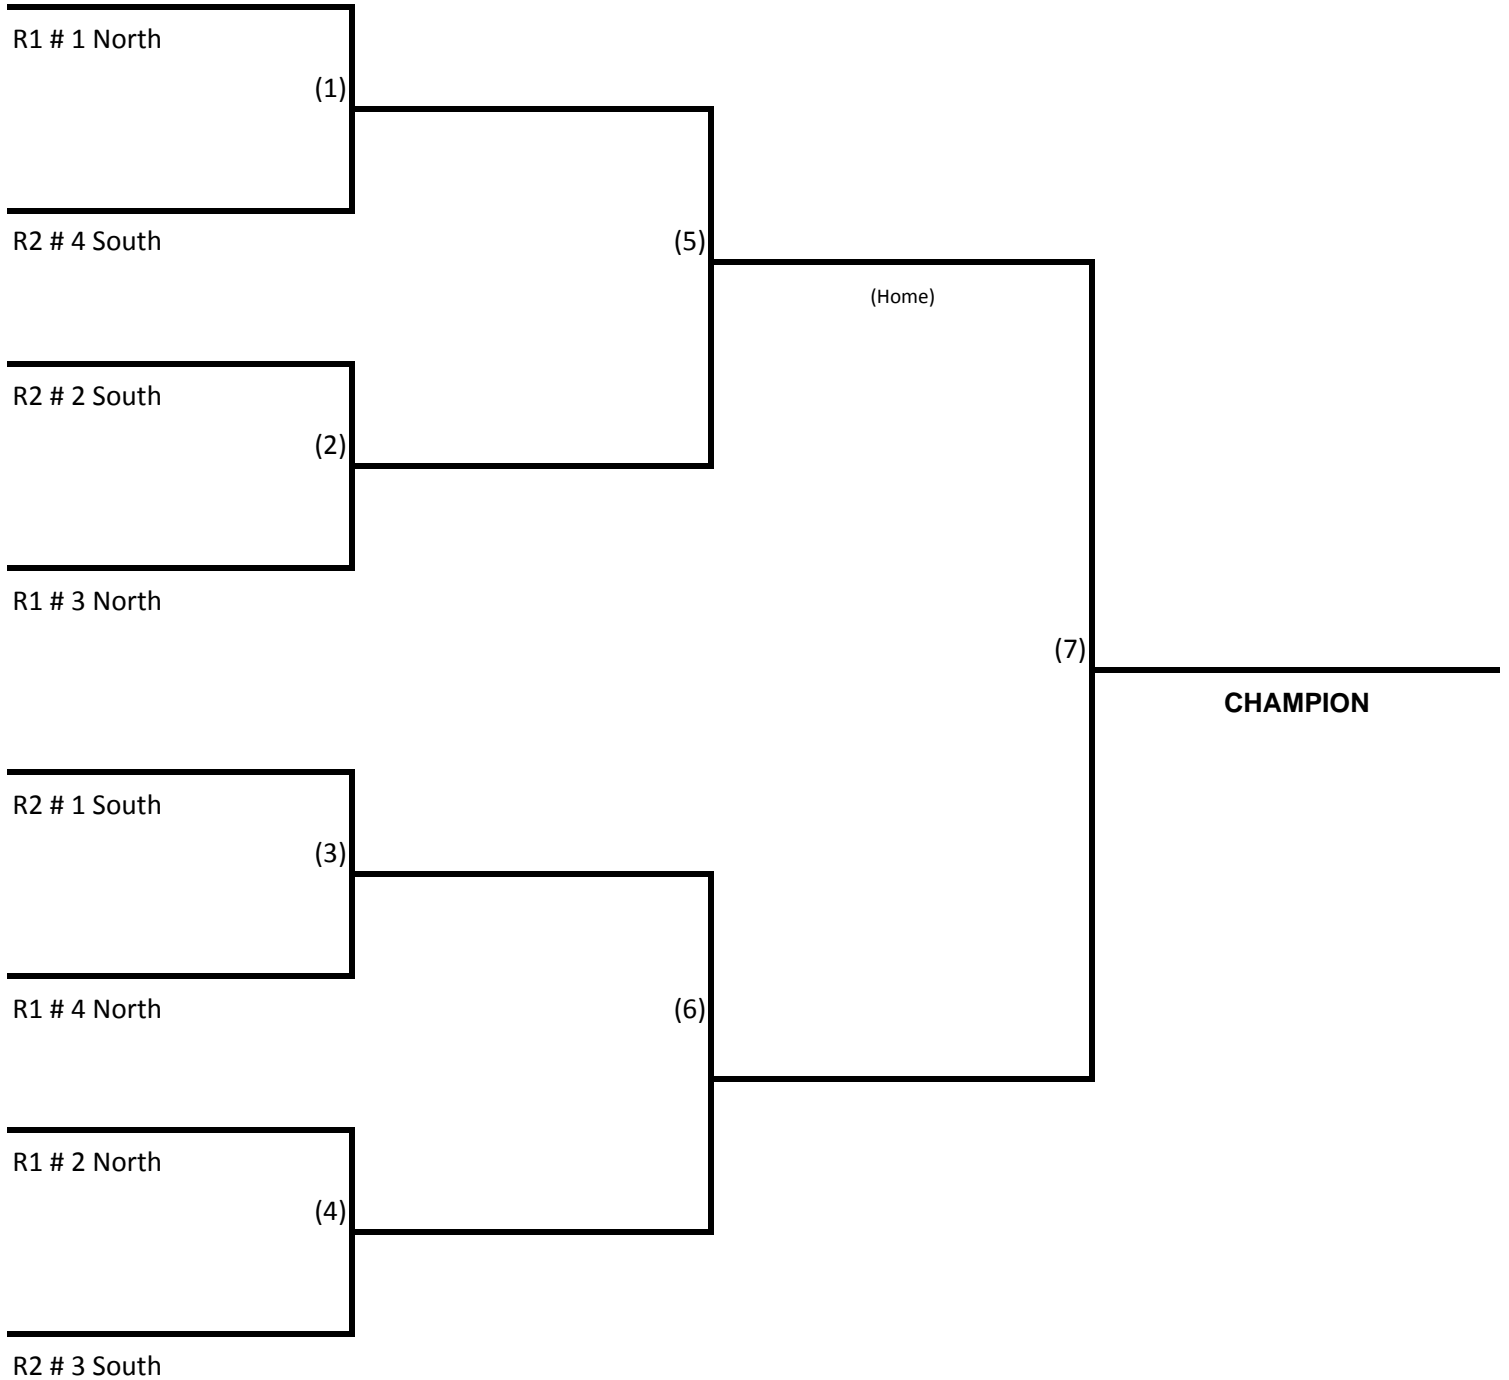 R1 # 1 North
(1)
R2 # 4 South
(5)
(Home)
R2 # 2 South
(2)
R1 # 3 North
(7)
CHAMPION
R2 # 1 South
(3)
R1 # 4 North
(6)
R1 # 2 North
(4)
R2 # 3 South